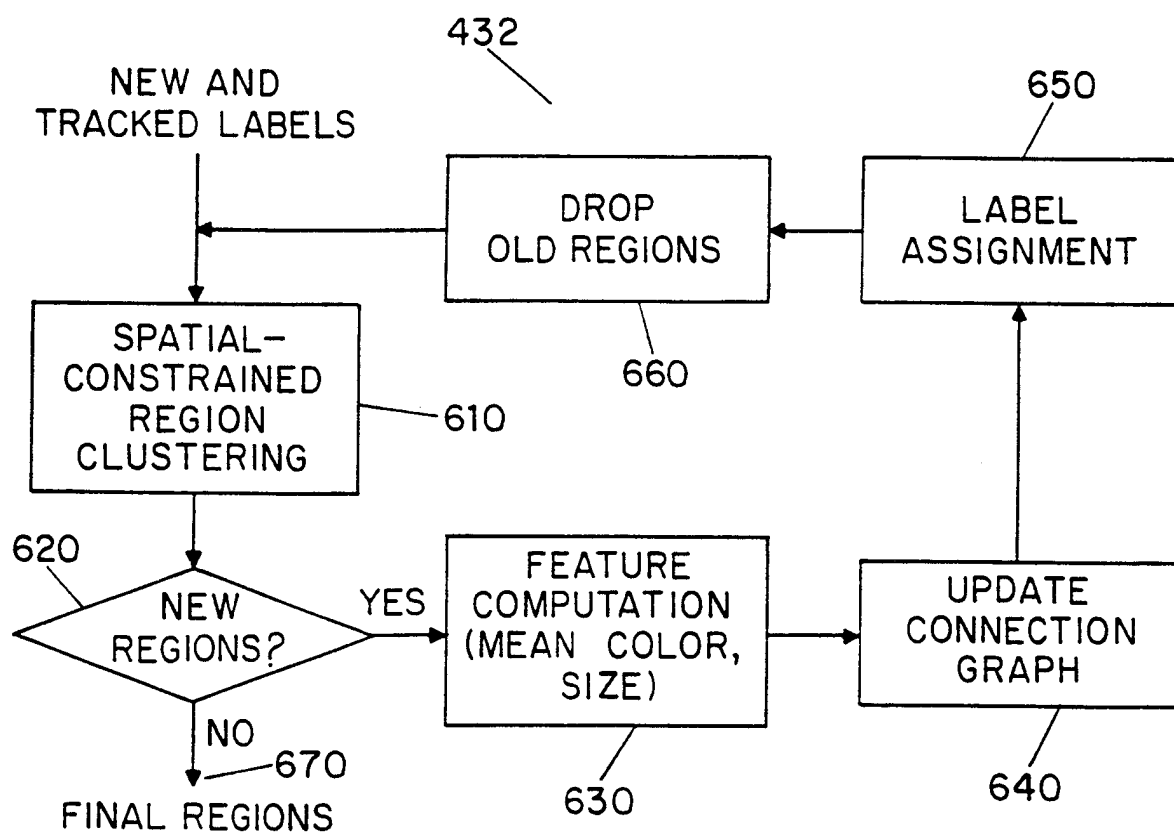 432
NEW AND
TRACKED LABELS
650
DROP
OLD REGIONS
LABEL
ASSIGNMENT
660
SPATIAL-
CONSTRAINED
REGION
CLUSTERING
610
620
NEW
REGIONS?
YES
FEATURE
COMPUTATION
(MEAN COLOR,
SIZE)
UPDATE
CONNECTION
GRAPH
NO
670
FINAL REGIONS
630
640